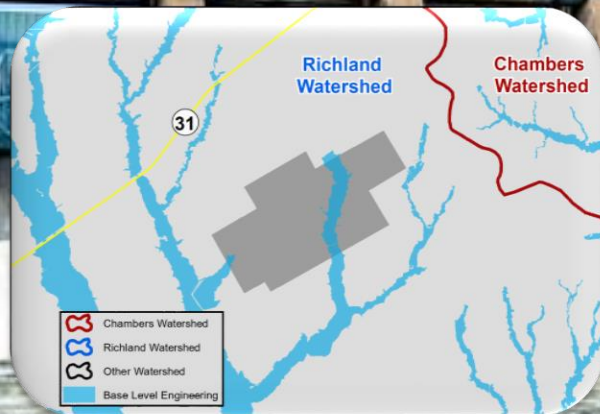 Richland
Watershed
Chambers
Watershed
31
Chambers Watershed
Richland Watershed
Other Watershed
Base Level Engineering